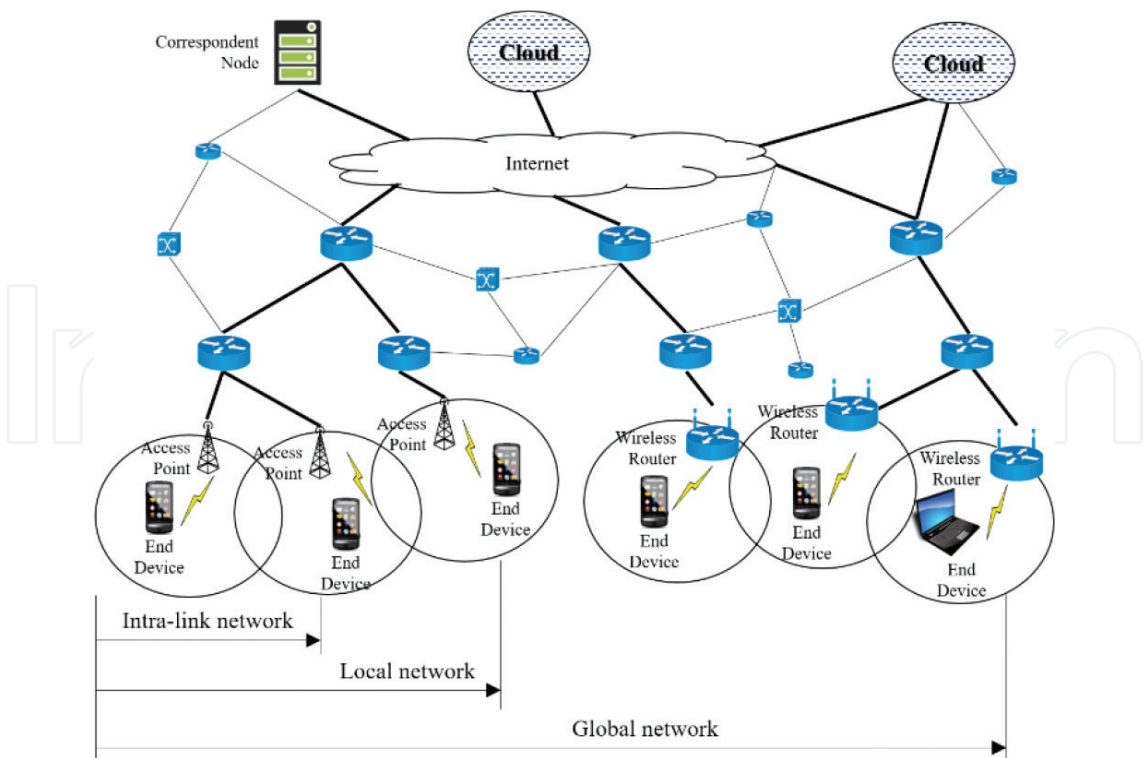 Correspondent
Node
Cloud
Cloud
Internet
Access
Point
Access
Point
Access
Point
Wireless
Router
Wireless
Router
Wireless
Router
End
Device
End
Device
End
Device
End
Device
End
Device
End
Device
Intra-link network
Local network
Global network